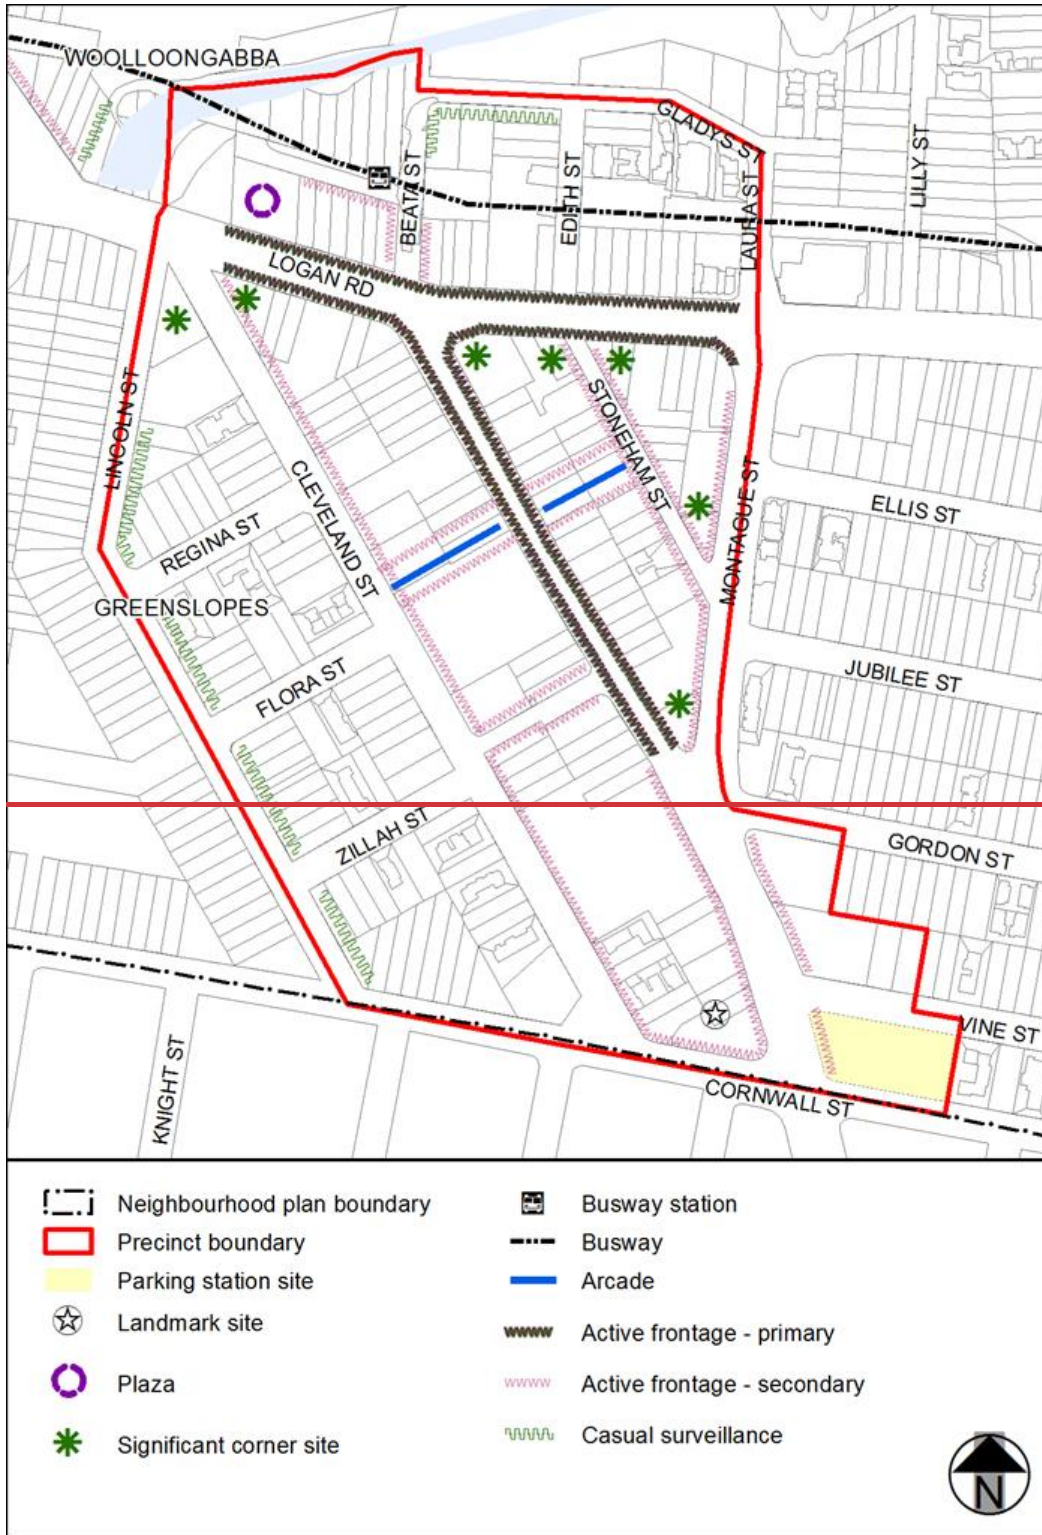 WOOLLOONGABBA
GLADYS ST
LILLY ST
BEATA ST
EDITH ST
LAURA ST
LOGAN RD
LINCOLN ST
STONEHAM ST
CLEVELAND ST
MONTAGUE ST
ELLIS ST
REGINA ST
GREENSLOPES
FLORA ST
JUBILEE ST
ZILLAH ST
GORDON ST
VINE ST
KNIGHT ST
CORNWALL ST
Neighbourhood plan boundary
Precinct boundary
Parking station site
Landmark site
Plaza
Significant corner site
Busway station
Busway
Arcade
Active frontage - primary
Active frontage - secondary
Casual surveillance
N